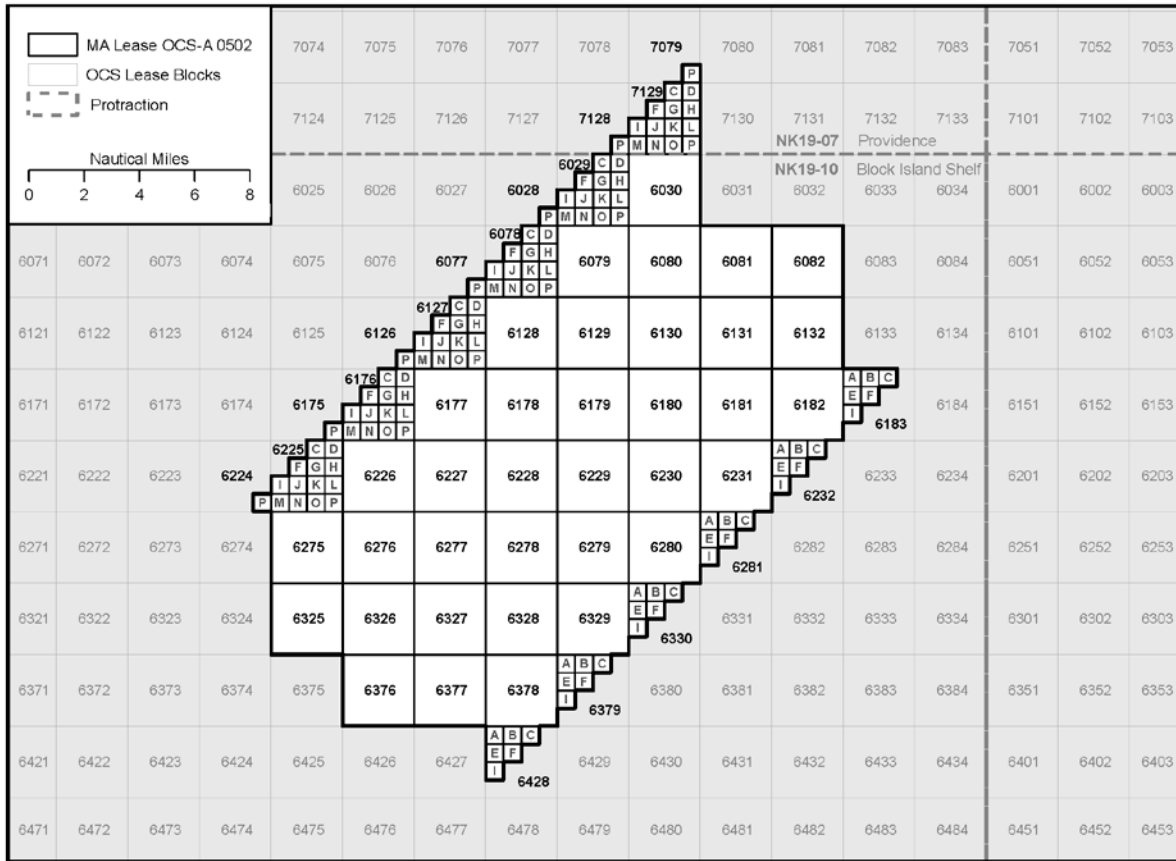 MA Lease OCS-A 0502
OCS Lease Blocks
Protraction
Nautical Miles
0 2 4 8
7074 7075 7076 7077 7078 7079 7080 7081 7082 7083 7051 7052 7053
P
7129 C D
F G H
7124 7125 7126 7127 7128 7130 7131 7132 7133 7101 7102 7103
I J K L
P M N O P
NK19-07 Providence
NK19-10 Block Island Shelf
6029 C D
F G H
6025 6026 6027 6028 6030 6031 6032 6033 6034 6001 6002 6003
I J K L
P M N O P
6078 C D
F G H
6071 6072 6073 6074 6075 6076 6077 6079 6080 6081 6082 6083 6084 6051 6052 6053
I J K L
P M N O P
6127 C D
F G H
6121 6122 6123 6124 6125 6126 6128 6129 6130 6131 6132 6133 6134 6101 6102 6103
I J K L
P M N O P
6176 C D A B C
F G H E F
6171 6172 6173 6174 6175 6177 6178 6179 6180 6181 6182 6184 6151 6152 6153
I J K L I
6183
P M N O P
6225 C D A B C
F G H E F
6221 6222 6223 6224 6226 6227 6228 6229 6230 6231 6233 6234 6201 6202 6203
I J K L I
6232
P M N O P
A B C
E F
6271 6272 6273 6274 6275 6276 6277 6278 6279 6280 6282 6283 6284 6251 6252 6253
I
6281
A B C
E F
6321 6322 6323 6324 6325 6326 6327 6328 6329 6331 6332 6333 6334 6301 6302 6303
I
6330
A B C
E F
6371 6372 6373 6374 6375 6376 6377 6378 6380 6381 6382 6383 6384 6351 6352 6353
I
6379
A B C
E F
6421 6422 6423 6424 6425 6426 6427 6429 6430 6431 6432 6433 6434 6401 6402 6403
I
6428
6471 6472 6473 6474 6475 6476 6477 6478 6479 6480 6481 6482 6483 6484 6451 6452 6453